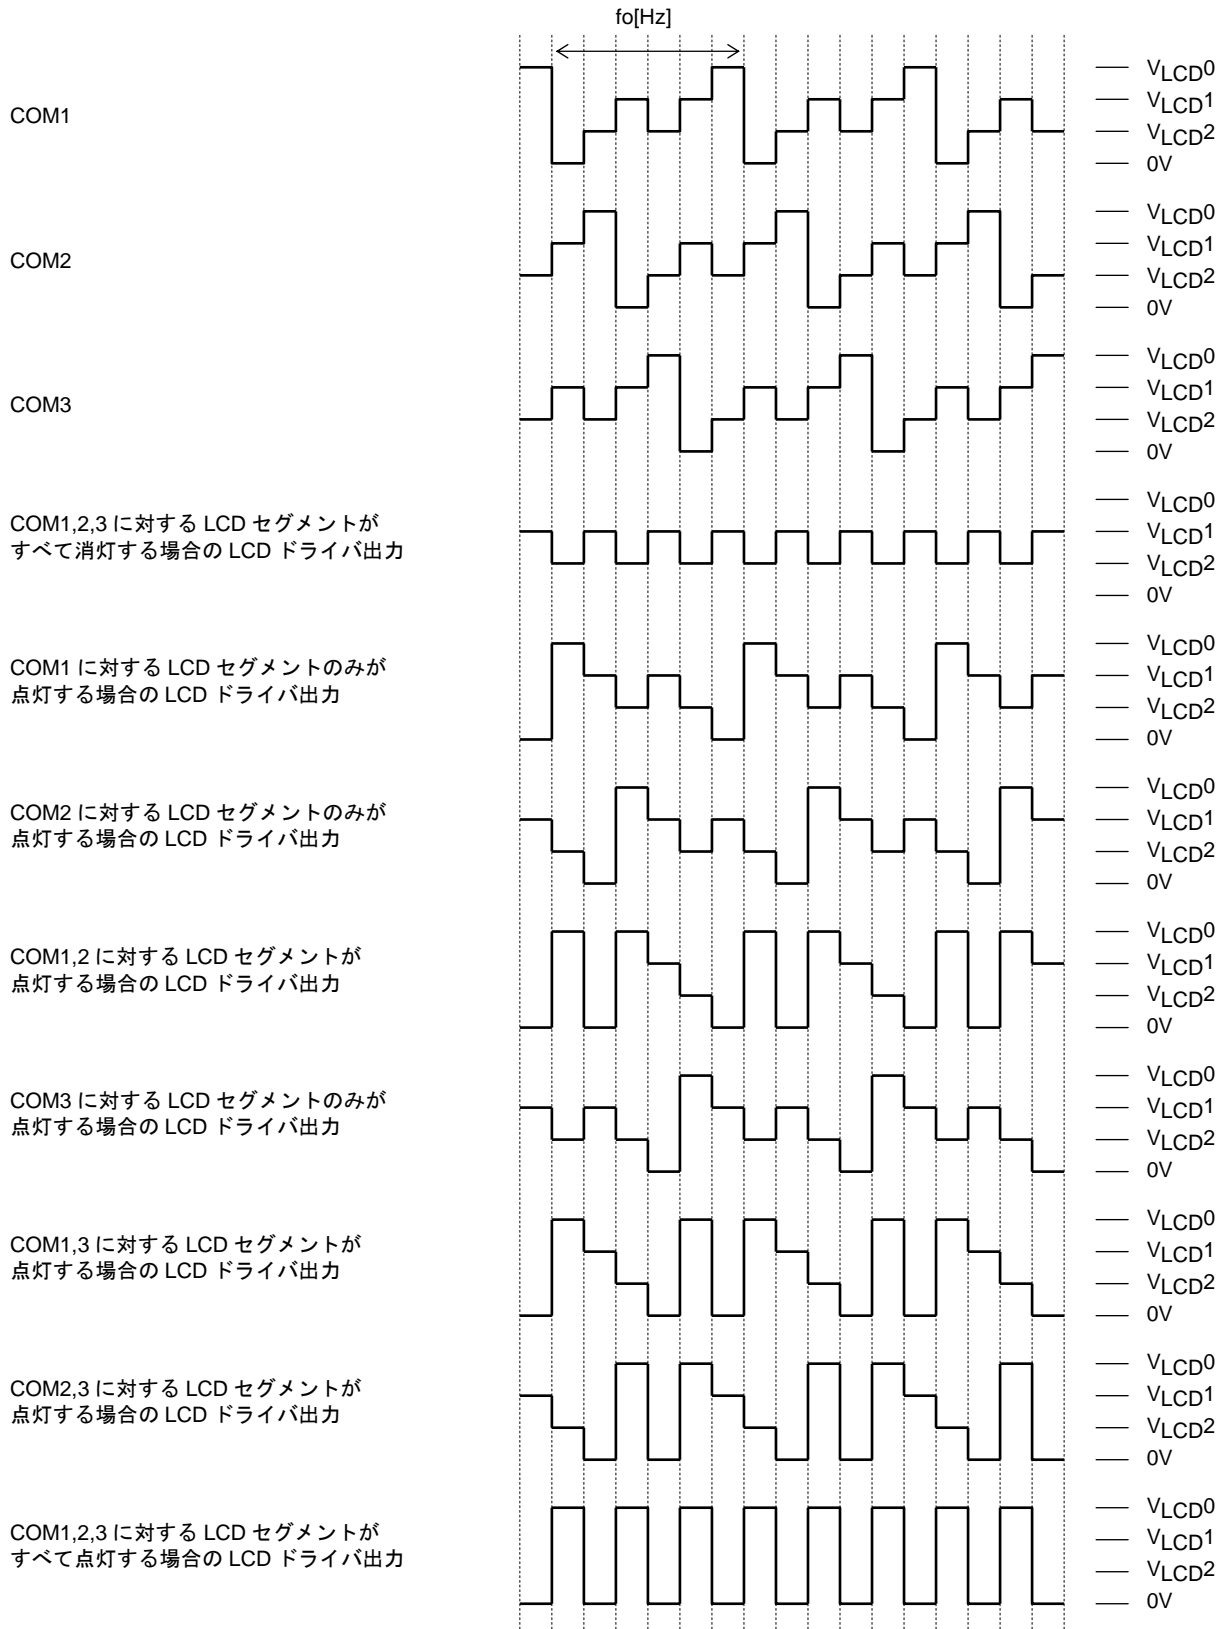 fo[Hz]
COM1
VLCD0
VLCD1
VLCD2
0V
COM2
VLCD0
VLCD1
VLCD2
0V
COM3
VLCD0
VLCD1
VLCD2
0V
COM1,2,3 に対する LCD セグメントが
すべて消灯する場合の LCD ドライバ出力
VLCD0
VLCD1
VLCD2
0V
COM1 に対する LCD セグメントのみが
点灯する場合の LCD ドライバ出力
VLCD0
VLCD1
VLCD2
0V
COM2 に対する LCD セグメントのみが
点灯する場合の LCD ドライバ出力
VLCD0
VLCD1
VLCD2
0V
COM1,2 に対する LCD セグメントが
点灯する場合の LCD ドライバ出力
VLCD0
VLCD1
VLCD2
0V
COM3 に対する LCD セグメントのみが
点灯する場合の LCD ドライバ出力
VLCD0
VLCD1
VLCD2
0V
COM1,3 に対する LCD セグメントが
点灯する場合の LCD ドライバ出力
VLCD0
VLCD1
VLCD2
0V
COM2,3 に対する LCD セグメントが
点灯する場合の LCD ドライバ出力
VLCD0
VLCD1
VLCD2
0V
COM1,2,3 に対する LCD セグメントが
すべて点灯する場合の LCD ドライバ出力
VLCD0
VLCD1
VLCD2
0V